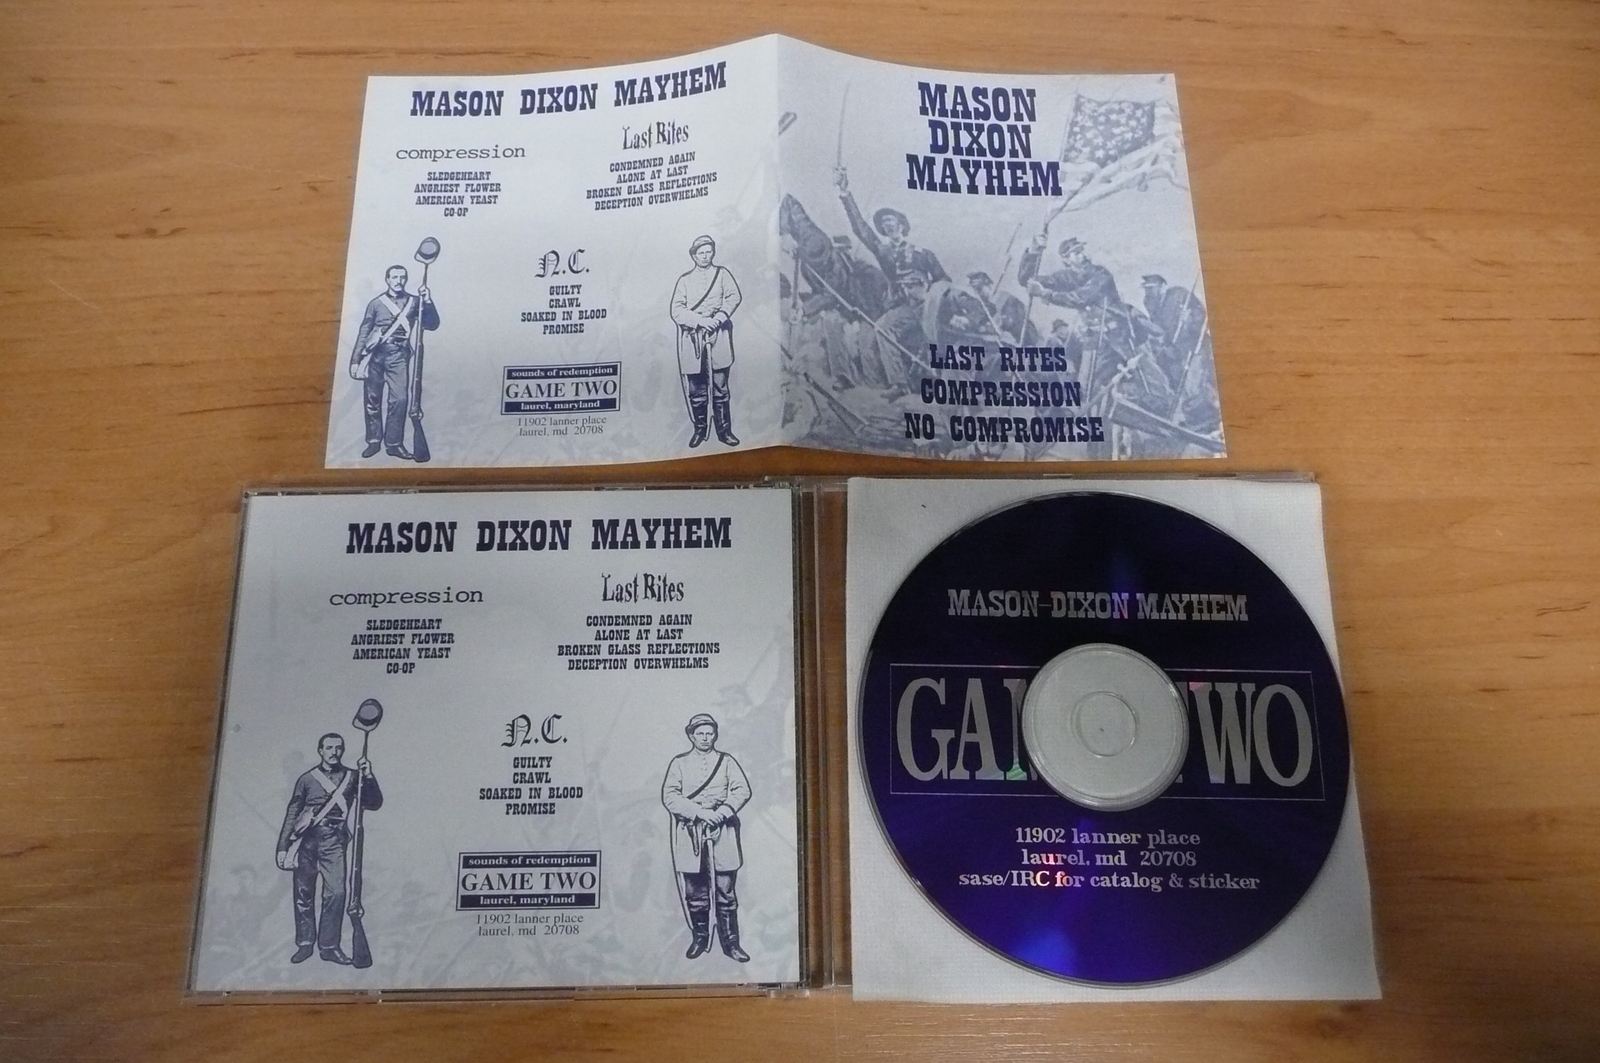 MASON DIXON MAYHEM
compression
SLEDGEHEART
ANGRIEST FLOWER
AMERICAN YEAST
CO-OP
Last Rites
CONDEMNED AGAIN
ALONE AT LAST
BROKEN GLASS REFLECTIONS
DECEPTION OVERWHELMS
N.C.
GUILTY
CRAWL
SOAKED IN BLOOD
PROMISE
sounds of redemption
GAME TWO
laurel, maryland
11902 lanner place
laurel, md 20708
MASON
DIXON
MAYHEM
LAST RITES
COMPRESSION
NO COMPROMISE
MASON DIXON MAYHEM
compression
SLEDGEHEART
ANGRIEST FLOWER
AMERICAN YEAST
CO-OP
Last Rites
CONDEMNED AGAIN
ALONE AT LAST
BROKEN GLASS REFLECTIONS
DECEPTION OVERWHELMS
N.C.
GUILTY
CRAWL
SOAKED IN BLOOD
PROMISE
sounds of redemption
GAME TWO
laurel, maryland
11902 lanner place
laurel, md 20708
MASON-DIXON MAYHEM
GAME TWO
11902 lanner place
laurel, md 20708
sase/IRC for catalog & sticker